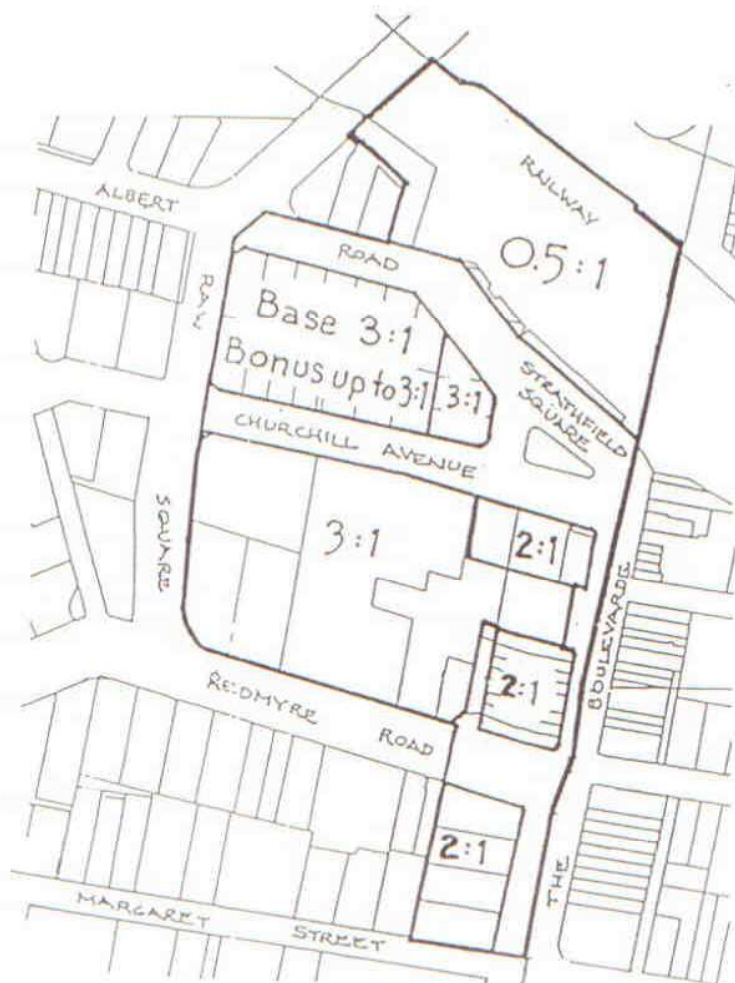 RAILWAY
0.5:1
ALBERT
ROAD
RAW
SQUARE
Base 3:1
Bonus up to 3:1
3:1
STRATHFIELD
SQUARE
CHURCHILL AVENUE
3:1
2:1
2:1
THE
BOULEVARDE
REDMYRE
ROAD
2:1
MARGARET
STREET